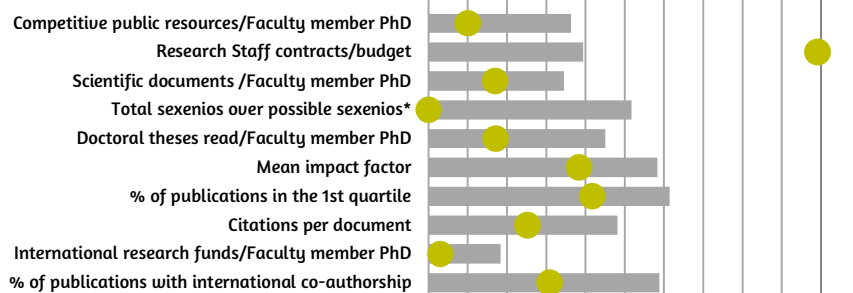 Competitive public resources/Faculty member PhD
Research Staff contracts/budget
Scientific documents /Faculty member PhD
Total sexenios over possible sexenios*
Doctoral theses read/Faculty member PhD
Mean impact factor
% of publications in the 1st quartile
Citations per document
International research funds/Faculty member PhD
% of publications with international co-authorship